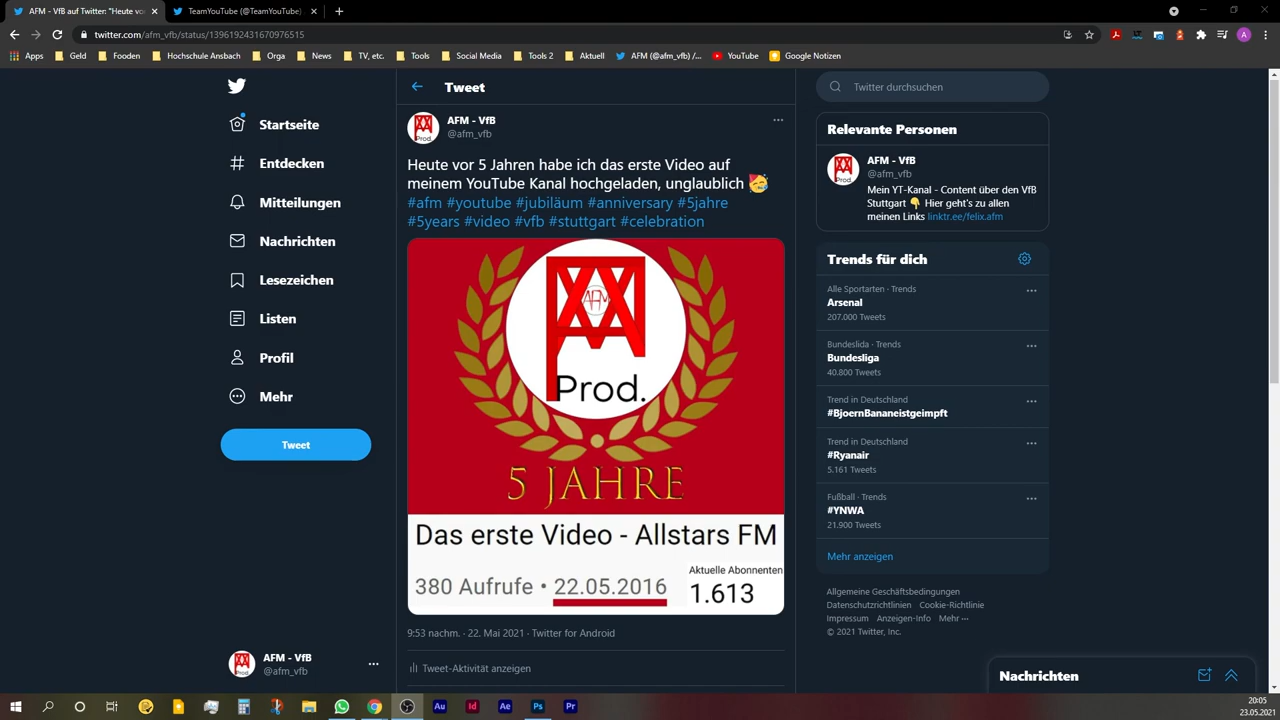 AFM - VfB auf Twitter: "Heute vo
TeamYouTube (@TeamYouTube)
twitter.com/afm_vfb/status/1396192431670976515
A
Apps
Geld
Fooden
Hochschule Ansbach
Orga
News
TV, etc.
Tools
Social Media
Tools 2
Aktuell
AFM (@afm_vfb) /...
YouTube
Google Notizen
Startseite
Entdecken
Mitteilungen
Nachrichten
Lesezeichen
Listen
Profil
Mehr
Tweet
AFM - VfB
@afm_vfb
Tweet
AFM - VfB
@afm_vfb
Heute vor 5 Jahren habe ich das erste Video auf
meinem YouTube Kanal hochgeladen, unglaublich 🥳
#afm #youtube #jubiläum #anniversary #5jahre
#5years #video #vfb #stuttgart #celebration
AFM
Prod.
5 JAHRE
Das erste Video - Allstars FM
380 Aufrufe • 22.05.2016
Aktuelle Abonnenten
1.613
9:53 nachm. · 22. Mai 2021 · Twitter for Android
Tweet-Aktivität anzeigen
Twitter durchsuchen
Relevante Personen
AFM - VfB
@afm_vfb
Mein YT-Kanal - Content über den VfB
Stuttgart 👇 Hier geht's zu allen
meinen Links linktr.ee/felix.afm
Trends für dich
Alle Sportarten · Trends
Arsenal
207.000 Tweets
Bundeslida · Trends
Bundesliga
40.800 Tweets
Trend in Deutschland
#BjoernBananeistgeimpft
Trend in Deutschland
#Ryanair
5.161 Tweets
Fußball · Trends
#YNWA
21.900 Tweets
Mehr anzeigen
Allgemeine Geschäftsbedingungen
Datenschutzrichtlinien Cookie-Richtlinie
Impressum Anzeigen-Info Mehr ···
© 2021 Twitter, Inc.
Nachrichten
Au
Id
Ae
Ps
Pr
20:05
23.05.2021